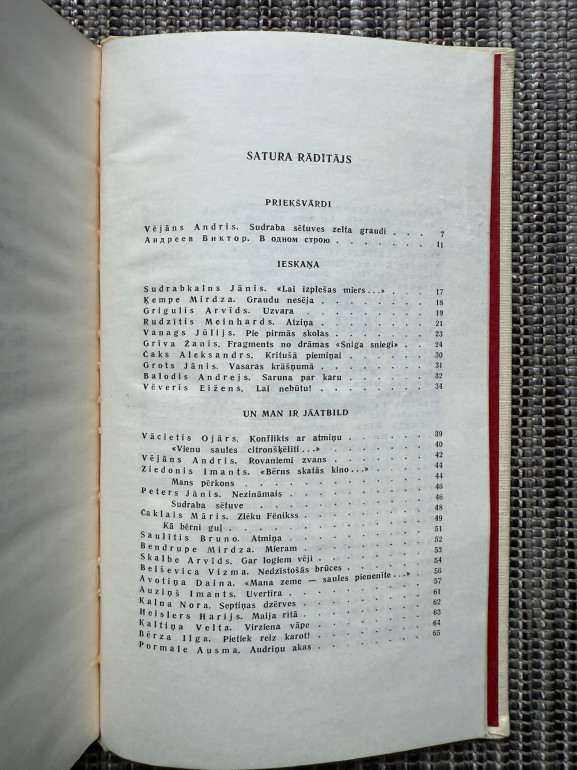 SATURA RĀDĪTĀJS
PRIEKŠVĀRDI
Vējāns Andris. Sudraba sētuves zelta graudi . . . 7
Андреев Виктор. В одном строю . . . . . . . 11
IESKAŅA
Sudrabkalns Jānis. «Lai izplešas miers...» . . . . 17
Ķempe Mirdza. Graudu nesēja . . . . . . . 18
Grigulis Arvīds. Uzvara . . . . . . . . 19
Rudzītis Meinhards. Atziņa . . . . . . . 21
Vanags Jūlijs. Pie pirmās skolas . . . . . . 23
Grīva Žanis. Fragments no drāmas «Sniga sniegi» . . 24
Čaks Aleksandrs. Kritušā piemiņai . . . . . 30
Grots Jānis. Vasaras krāšņumā . . . . . . 31
Balodis Andrejs. Saruna par karu . . . . . 32
Vēveris Eižens. Lai nebūtu! . . . . . . . 34
UN MAN IR JĀATBILD
Vācietis Ojārs. Konflikts ar atmiņu . . . . . 39
«Vienu saules citronšķēlīti...» . . . . . 40
Vējāns Andris. Rovaniemi zvans . . . . . . 42
Ziedonis Imants. «Bērns skatās kino...» . . . . 44
Mans pērkons . . . . . . . . . 44
Peters Jānis. Nezināmais . . . . . . . . 46
Sudraba sētuve . . . . . . . . . 46
Čaklais Māris. Zlēku Fēnikss . . . . . . . 48
Kā bērni guļ . . . . . . . . . 49
Saulītis Bruno. Atmiņa . . . . . . . . 51
Bendrupe Mirdza. Mieram . . . . . . . . 52
Skalbe Arvīds. Gar logiem vēji . . . . . . 53
Belševica Vizma. Nedzīstošās brūces . . . . . 54
Avotiņa Daina. «Mana zeme — saules pienenīte...» . . 56
Auziņš Imants. Uvertīra . . . . . . . . 57
Kalna Nora. Septiņas dzērves . . . . . . . 61
Heislers Harijs. Maija rītā . . . . . . . 62
Kaltiņa Velta. Virziena vāpe . . . . . . . 63
Bērza Ilga. Pietiek reiz karot! . . . . . . 64
Pormale Ausma. Audriņu akas . . . . . . . 65